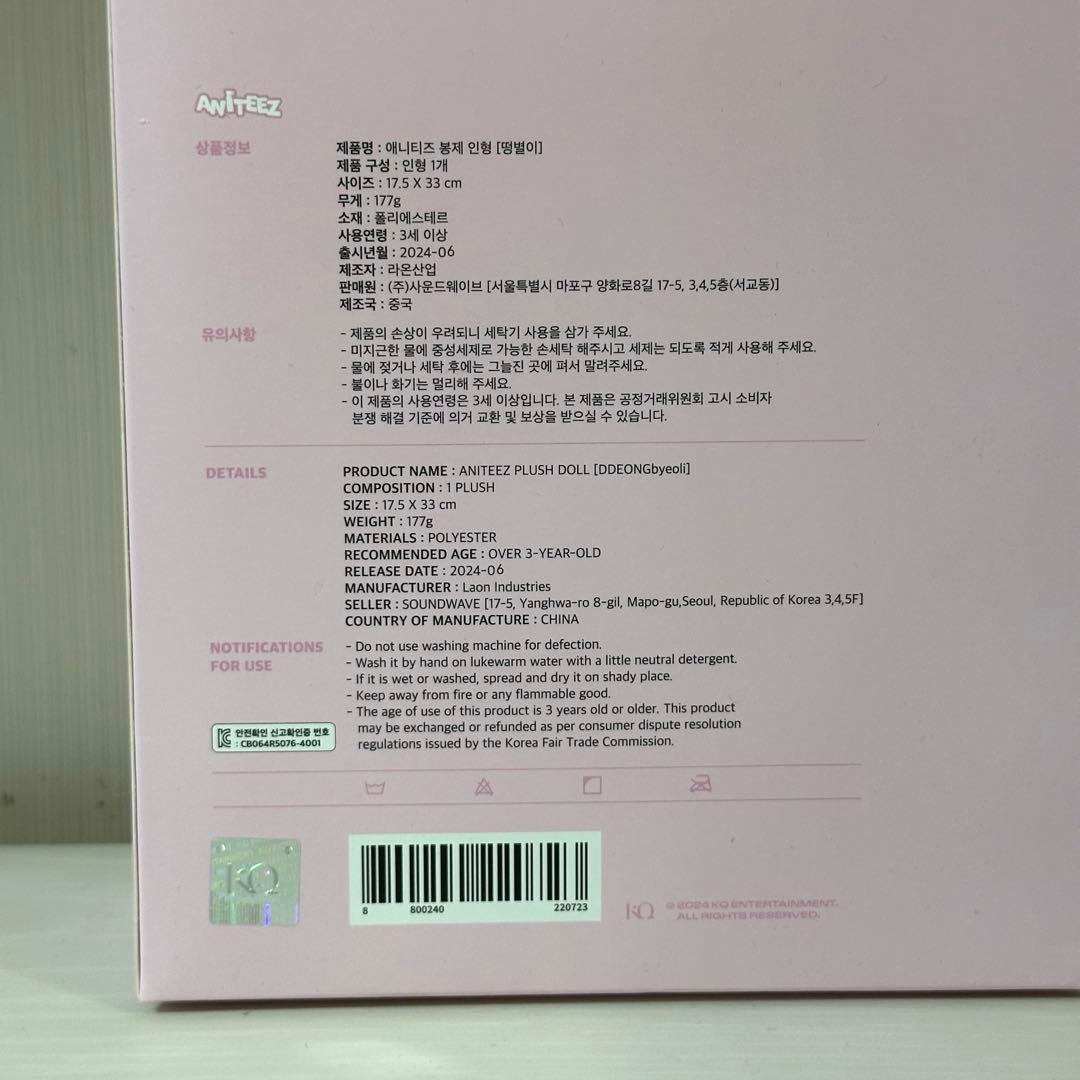 ANITEEZ
상품정보
제품명 : 애니티즈 봉제 인형 [떵별이]
제품 구성 : 인형 1개
사이즈 : 17.5 X 33 cm
무게 : 177g
소재 : 폴리에스테르
사용연령 : 3세 이상
출시년월 : 2024-06
제조자 : 라온산업
판매원 : (주)사운드웨이브 [서울특별시 마포구 양화로8길 17-5, 3,4,5층(서교동)]
제조국 : 중국
유의사항
- 제품의 손상이 우려되니 세탁기 사용을 삼가 주세요.
- 미지근한 물에 중성세제로 가능한 손세탁 해주시고 세제는 되도록 적게 사용해 주세요.
- 물에 젖거나 세탁 후에는 그늘진 곳에 펴서 말려주세요.
- 불이나 화기는 멀리해 주세요.
- 이 제품의 사용연령은 3세 이상입니다. 본 제품은 공정거래위원회 고시 소비자
분쟁 해결 기준에 의거 교환 및 보상을 받으실 수 있습니다.
DETAILS
PRODUCT NAME : ANITEEZ PLUSH DOLL [DDEONGbyeoli]
COMPOSITION : 1 PLUSH
SIZE : 17.5 X 33 cm
WEIGHT : 177g
MATERIALS : POLYESTER
RECOMMENDED AGE : OVER 3-YEAR-OLD
RELEASE DATE : 2024-06
MANUFACTURER : Laon Industries
SELLER : SOUNDWAVE [17-5, Yanghwa-ro 8-gil, Mapo-gu,Seoul, Republic of Korea 3,4,5F]
COUNTRY OF MANUFACTURE : CHINA
NOTIFICATIONS
FOR USE
- Do not use washing machine for defection.
- Wash it by hand on lukewarm water with a little neutral detergent.
- If it is wet or washed, spread and dry it on shady place.
- Keep away from fire or any flammable good.
- The age of use of this product is 3 years old or older. This product
may be exchanged or refunded as per consumer dispute resolution
regulations issued by the Korea Fair Trade Commission.
안전확인 신고확인증 번호
: CB064R5076-4001
KQ
8 800240 220723
KQ © 2024 KQ ENTERTAINMENT.
ALL RIGHTS RESERVED.